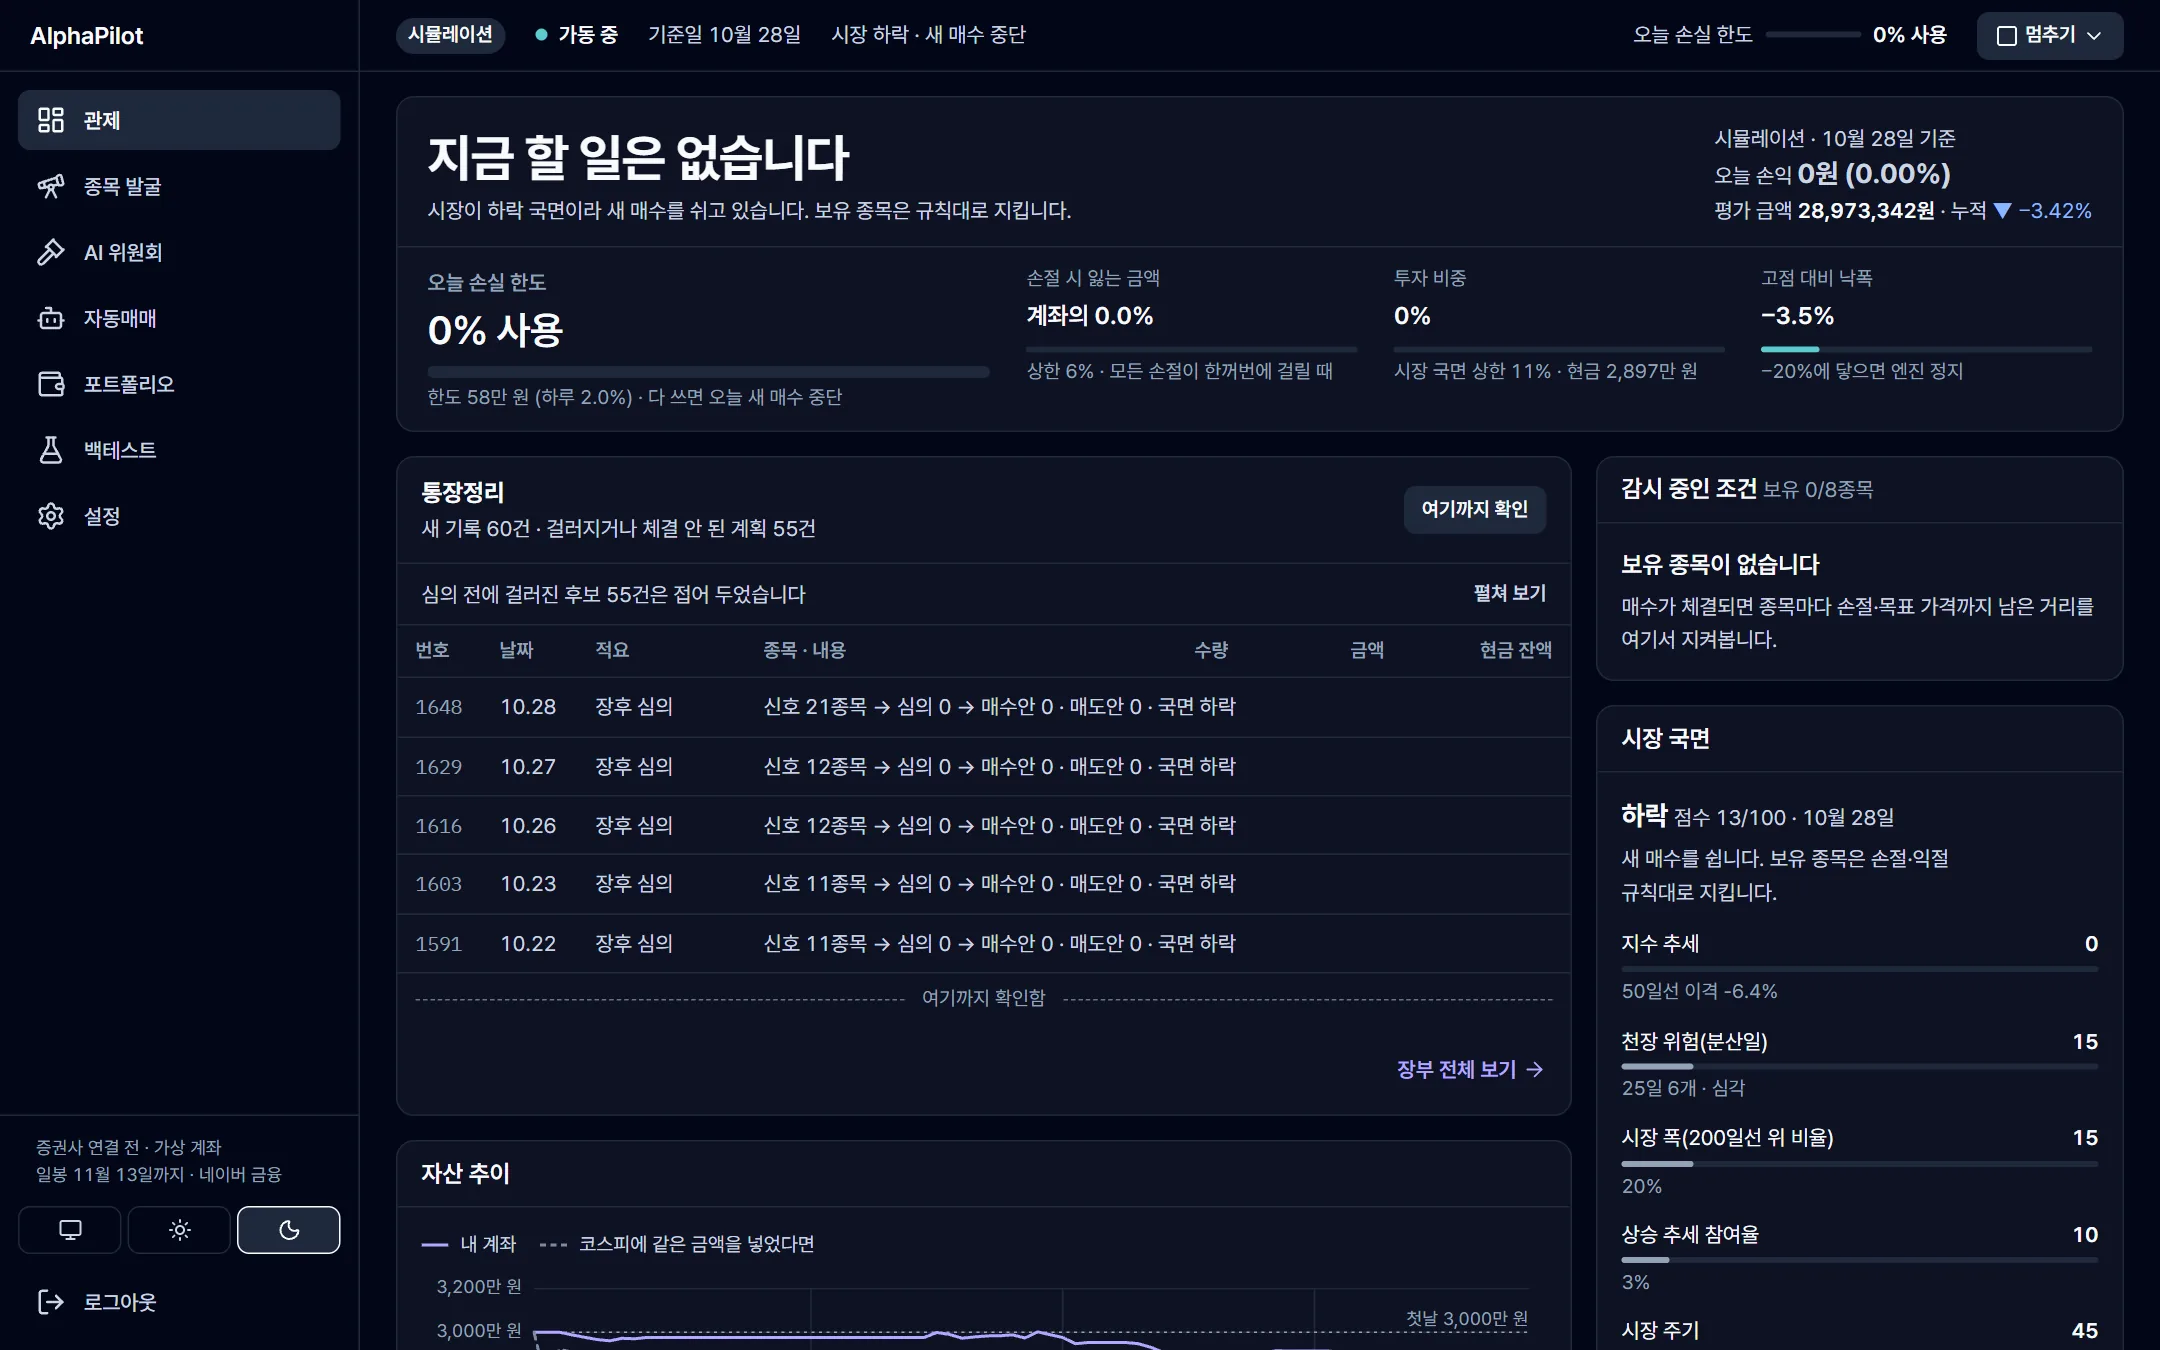 AlphaPilot
시뮬레이션
가동 중
기준일 10월 28일
시장 하락 · 새 매수 중단
오늘 손실 한도
0% 사용
멈추기
관제
종목 발굴
AI 위원회
자동매매
포트폴리오
백테스트
설정
증권사 연결 전 · 가상 계좌
일봉 11월 13일까지 · 네이버 금융
로그아웃
지금 할 일은 없습니다
시장이 하락 국면이라 새 매수를 쉬고 있습니다. 보유 종목은 규칙대로 지킵니다.
시뮬레이션 · 10월 28일 기준
오늘 손익 0원 (0.00%)
평가 금액 28,973,342원 · 누적 ▼ −3.42%
오늘 손실 한도
0% 사용
한도 58만 원 (하루 2.0%) · 다 쓰면 오늘 새 매수 중단
손절 시 잃는 금액
계좌의 0.0%
상한 6% · 모든 손절이 한꺼번에 걸릴 때
투자 비중
0%
시장 국면 상한 11% · 현금 2,897만 원
고점 대비 낙폭
−3.5%
−20%에 닿으면 엔진 정지
통장정리
새 기록 60건 · 걸러지거나 체결 안 된 계획 55건
여기까지 확인
심의 전에 걸러진 후보 55건은 접어 두었습니다
펼쳐 보기
번호 날짜 적요 종목 · 내용 수량 금액 현금 잔액
1648 10.28 장후 심의 신호 21종목 → 심의 0 → 매수안 0 · 매도안 0 · 국면 하락
1629 10.27 장후 심의 신호 12종목 → 심의 0 → 매수안 0 · 매도안 0 · 국면 하락
1616 10.26 장후 심의 신호 12종목 → 심의 0 → 매수안 0 · 매도안 0 · 국면 하락
1603 10.23 장후 심의 신호 11종목 → 심의 0 → 매수안 0 · 매도안 0 · 국면 하락
1591 10.22 장후 심의 신호 11종목 → 심의 0 → 매수안 0 · 매도안 0 · 국면 하락
여기까지 확인함
장부 전체 보기 →
자산 추이
내 계좌
코스피에 같은 금액을 넣었다면
3,200만 원
3,000만 원
첫날 3,000만 원
감시 중인 조건 보유 0/8종목
보유 종목이 없습니다
매수가 체결되면 종목마다 손절·목표 가격까지 남은 거리를
여기서 지켜봅니다.
시장 국면
하락 점수 13/100 · 10월 28일
새 매수를 쉽니다. 보유 종목은 손절·익절
규칙대로 지킵니다.
지수 추세 0
50일선 이격 -6.4%
천장 위험(분산일) 15
25일 6개 · 심각
시장 폭(200일선 위 비율) 15
20%
상승 추세 참여율 10
3%
시장 주기 45